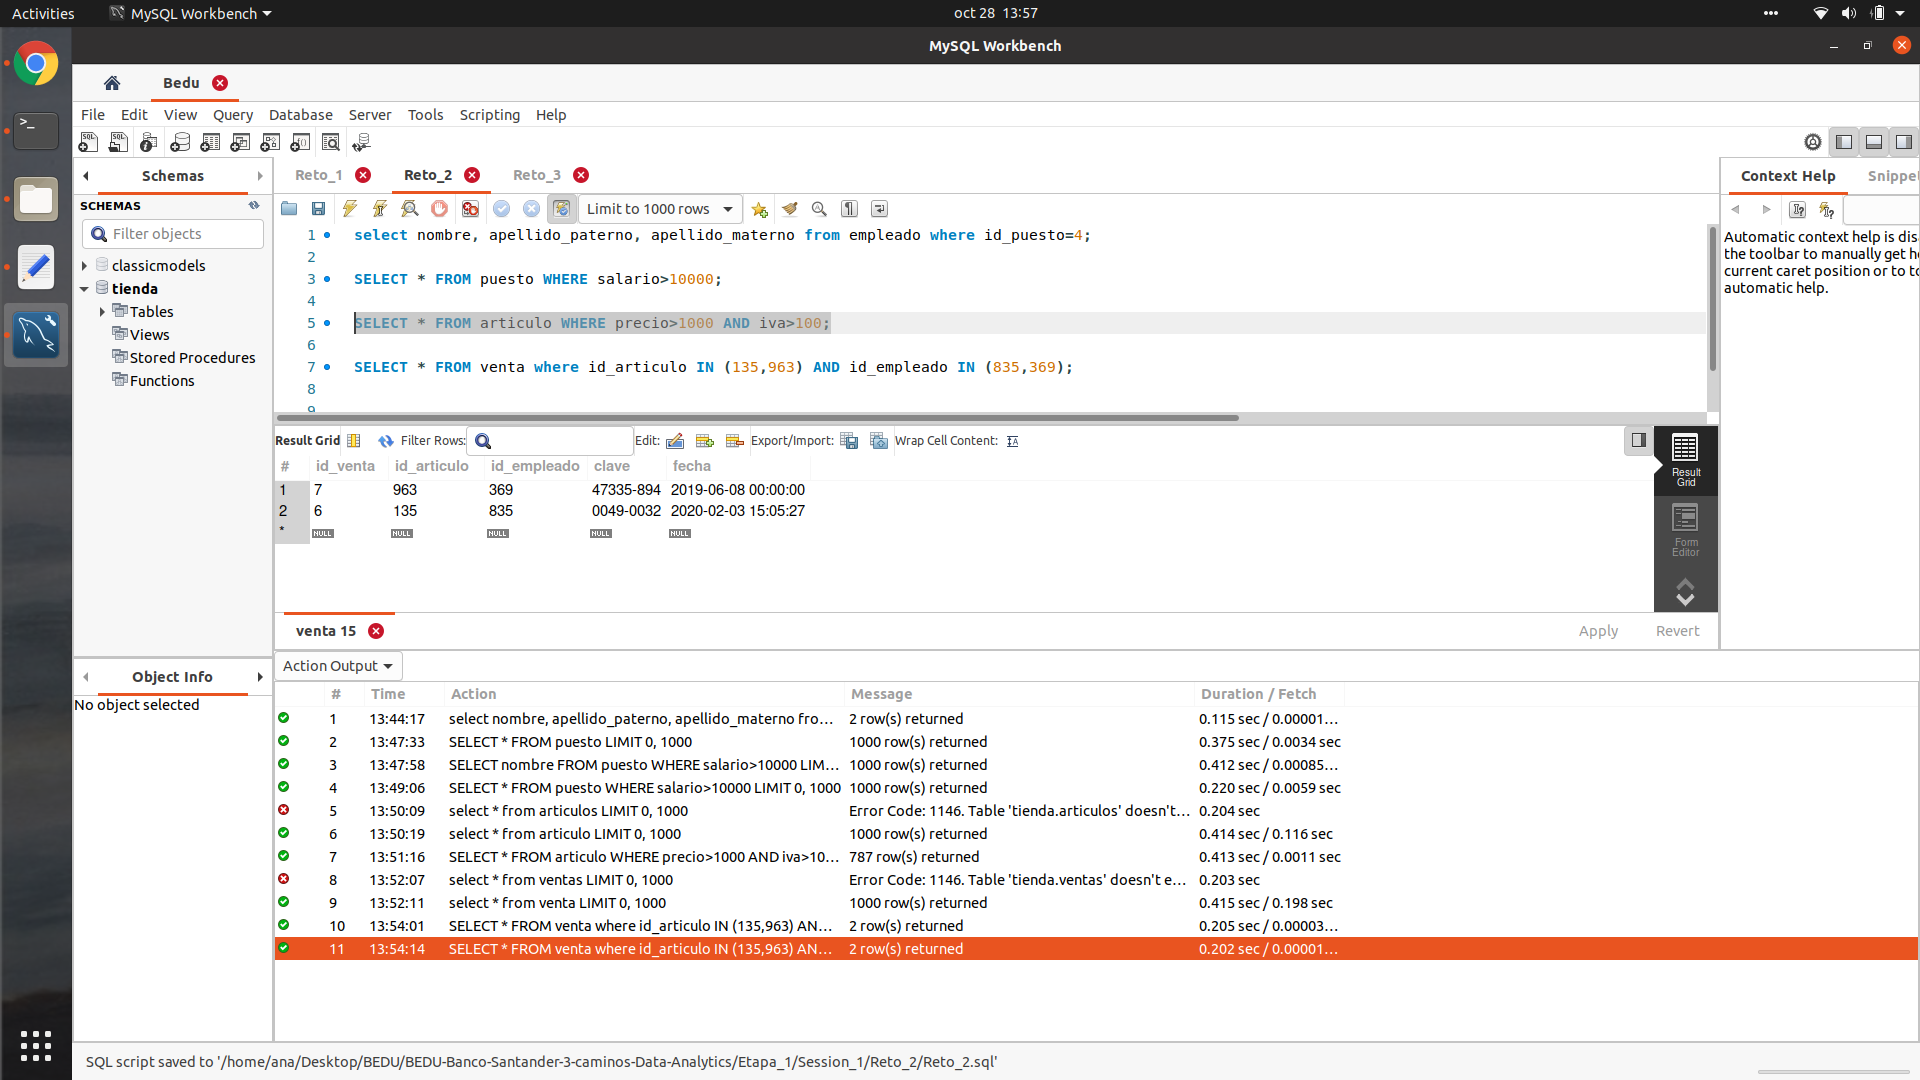 Activities MySQL Workbench oct 28 13:57
MySQL Workbench
Bedu
File Edit View Query Database Server Tools Scripting Help
Schemas Reto_1 Reto_2 Reto_3 Context Help Snippet
SCHEMAS Limit to 1000 rows
Filter objects
classicmodels
tienda
Tables
Views
Stored Procedures
Functions
1 select nombre, apellido_paterno, apellido_materno from empleado where id_puesto=4;
2
3 SELECT * FROM puesto WHERE salario>10000;
4
5 SELECT * FROM articulo WHERE precio>1000 AND iva>100;
6
7 SELECT * FROM venta where id_articulo IN (135,963) AND id_empleado IN (835,369);
8
9
Automatic context help is dis
the toolbar to manually get h
current caret position or to to
automatic help.
Result Grid Filter Rows: Edit: Export/Import: Wrap Cell Content:
# id_venta id_articulo id_empleado clave fecha
1 7 963 369 47335-894 2019-06-08 00:00:00
2 6 135 835 0049-0032 2020-02-03 15:05:27
* NULL NULL NULL NULL NULL
Result
Grid
Form
Editor
venta 15 Apply Revert
Object Info
No object selected
Action Output
# Time Action Message Duration / Fetch
1 13:44:17 select nombre, apellido_paterno, apellido_materno fro... 2 row(s) returned 0.115 sec / 0.00001...
2 13:47:33 SELECT * FROM puesto LIMIT 0, 1000 1000 row(s) returned 0.375 sec / 0.0034 sec
3 13:47:58 SELECT nombre FROM puesto WHERE salario>10000 LIM... 1000 row(s) returned 0.412 sec / 0.00085...
4 13:49:06 SELECT * FROM puesto WHERE salario>10000 LIMIT 0, 1000 1000 row(s) returned 0.220 sec / 0.0059 sec
5 13:50:09 select * from articulos LIMIT 0, 1000 Error Code: 1146. Table 'tienda.articulos' doesn't... 0.204 sec
6 13:50:19 select * from articulo LIMIT 0, 1000 1000 row(s) returned 0.414 sec / 0.116 sec
7 13:51:16 SELECT * FROM articulo WHERE precio>1000 AND iva>10... 787 row(s) returned 0.413 sec / 0.0011 sec
8 13:52:07 select * from ventas LIMIT 0, 1000 Error Code: 1146. Table 'tienda.ventas' doesn't e... 0.203 sec
9 13:52:11 select * from venta LIMIT 0, 1000 1000 row(s) returned 0.415 sec / 0.198 sec
10 13:54:01 SELECT * FROM venta where id_articulo IN (135,963) AN... 2 row(s) returned 0.205 sec / 0.00003...
11 13:54:14 SELECT * FROM venta where id_articulo IN (135,963) AN... 2 row(s) returned 0.202 sec / 0.00001...
SQL script saved to '/home/ana/Desktop/BEDU/BEDU-Banco-Santander-3-caminos-Data-Analytics/Etapa_1/Session_1/Reto_2/Reto_2.sql'